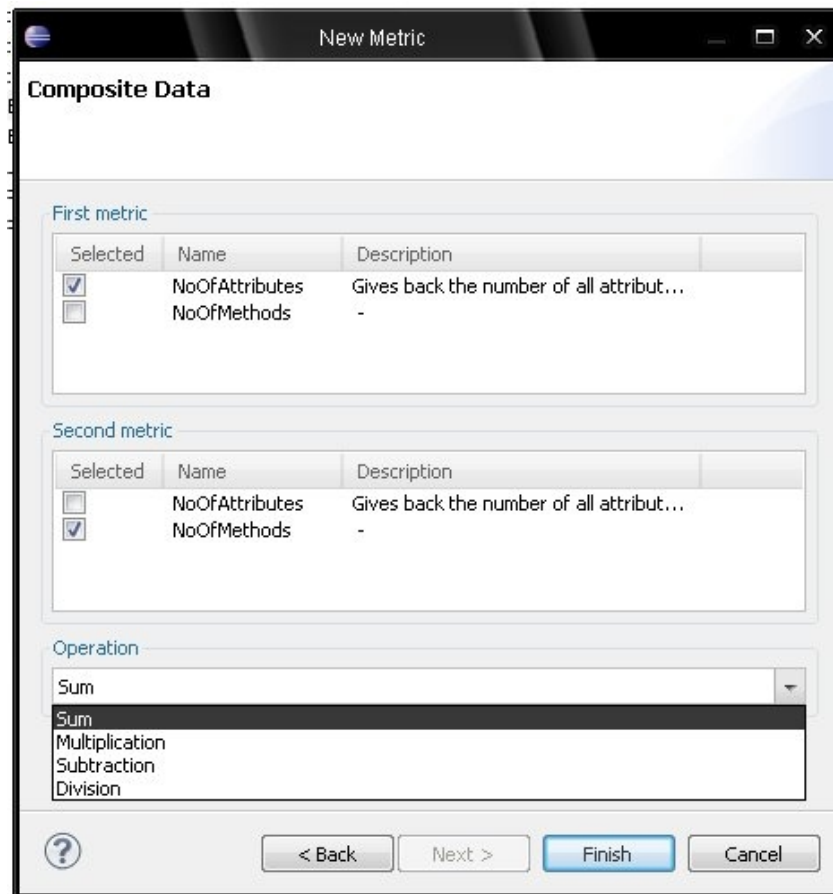 New Metric
Composite Data
First metric
Selected Name Description
NoOfAttributes Gives back the number of all attribut...
NoOfMethods -
Second metric
Selected Name Description
NoOfAttributes Gives back the number of all attribut...
NoOfMethods -
Operation
Sum
Sum
Multiplication
Subtraction
Division
? < Back Next > Finish Cancel